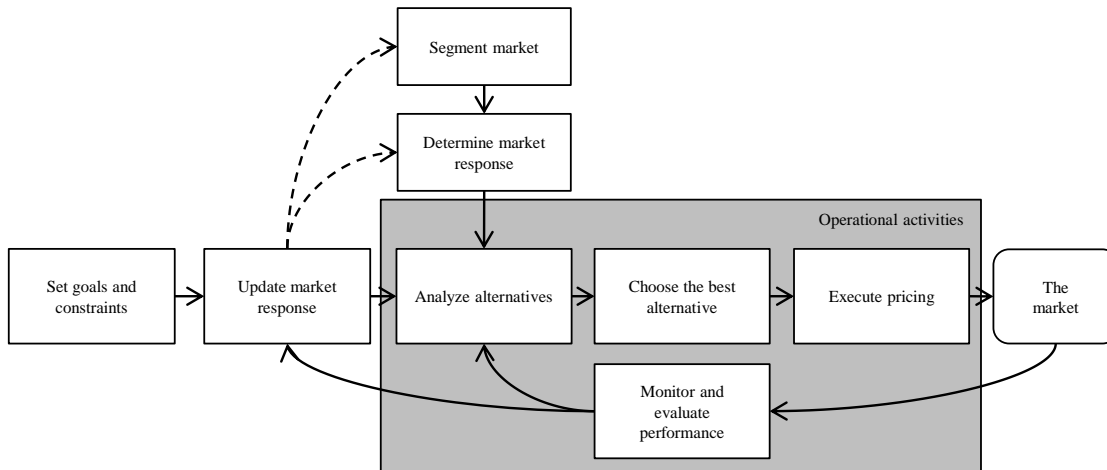 Segment market
Determine market
response
Operational activities
Set goals and
constraints
Update market
response
Analyze alternatives
Choose the best
alternative
Execute pricing
The
market
Monitor and
evaluate
performance